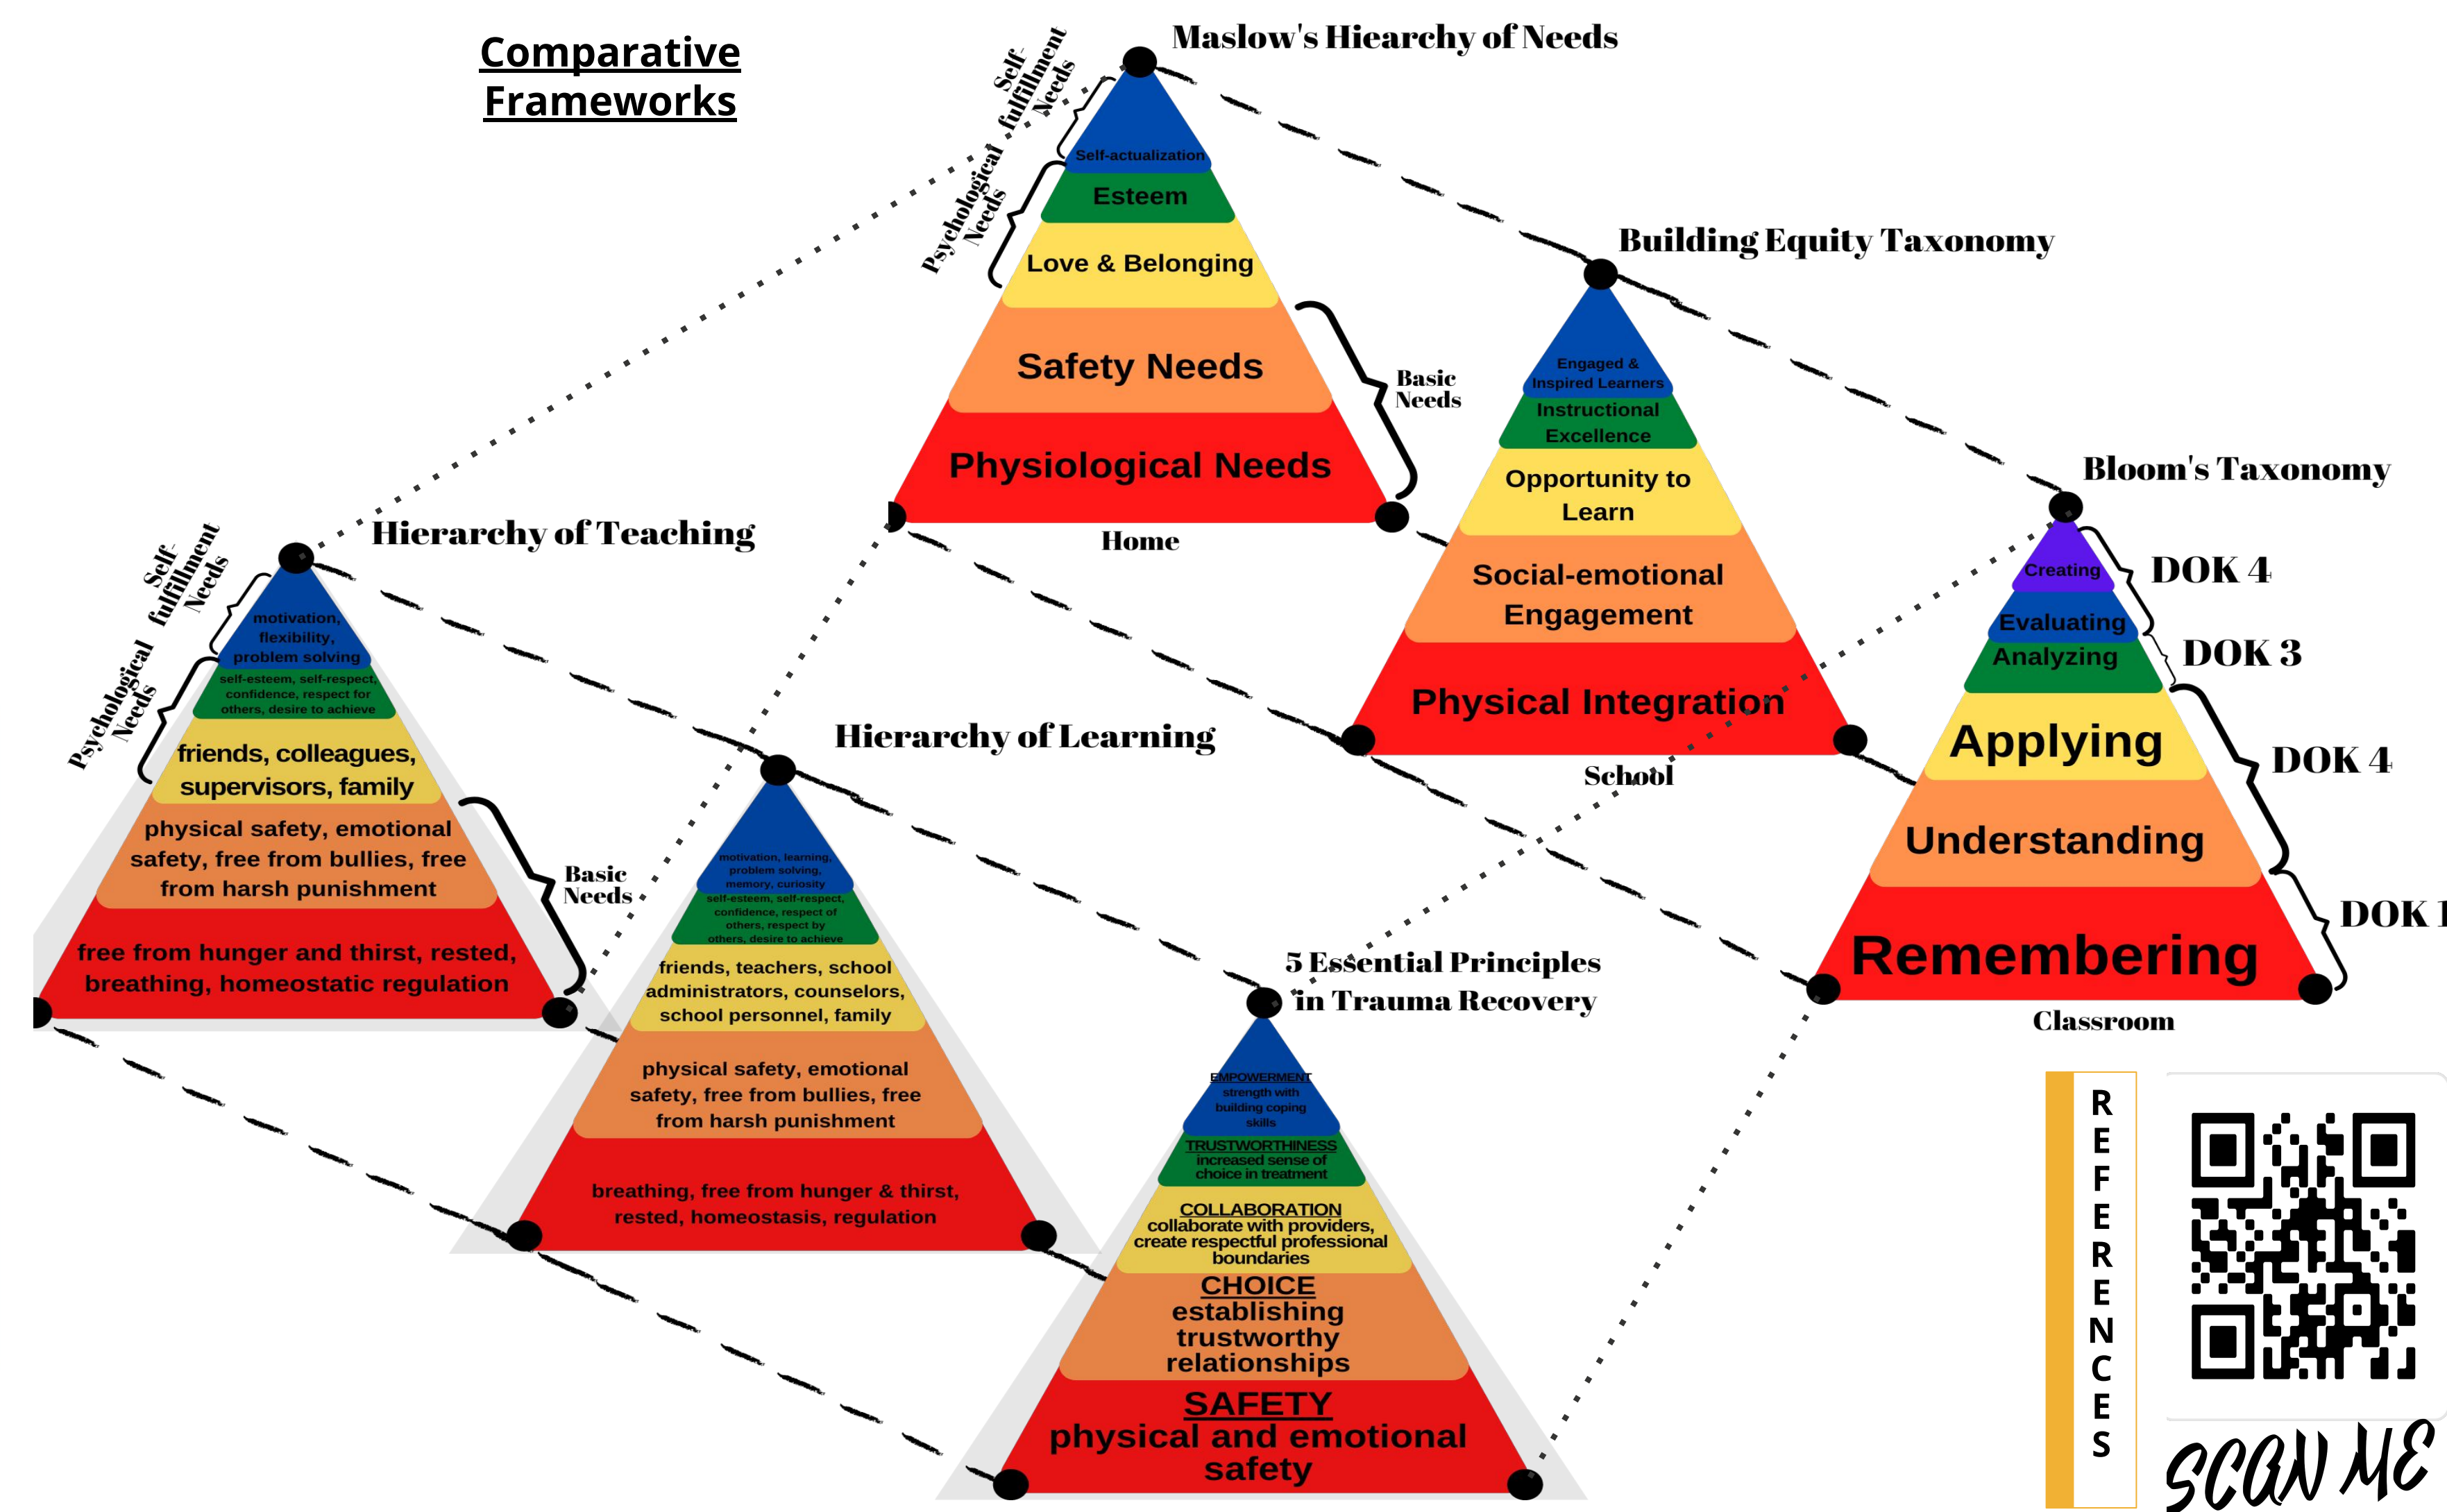 Comparative
Frameworks
Maslow's Hiearchy of Needs
Self-
fulfillment
Needs
Psychological
Needs
Self-actualization
Esteem
Love & Belonging
Safety Needs
Physiological Needs
Basic
Needs
Home
Building Equity Taxonomy
Engaged &
Inspired Learners
Instructional
Excellence
Opportunity to
Learn
Social-emotional
Engagement
Physical Integration
School
Bloom's Taxonomy
Creating
Evaluating
Analyzing
Applying
Understanding
Remembering
DOK 4
DOK 3
DOK 4
DOK 1
Classroom
Hierarchy of Teaching
Self-
fulfillment
Needs
Psychological
Needs
motivation,
flexibility,
problem solving
self-esteem, self-respect,
confidence, respect for
others, desire to achieve
friends, colleagues,
supervisors, family
physical safety, emotional
safety, free from bullies, free
from harsh punishment
free from hunger and thirst, rested,
breathing, homeostatic regulation
Basic
Needs
Hierarchy of Learning
motivation, learning,
problem solving,
memory, curiosity
self-esteem, self-respect,
confidence, respect of
others, respect by
others, desire to achieve
friends, teachers, school
administrators, counselors,
school personnel, family
physical safety, emotional
safety, free from bullies, free
from harsh punishment
breathing, free from hunger & thirst,
rested, homeostasis, regulation
5 Essential Principles
in Trauma Recovery
EMPOWERMENT
strength with
building coping
skills
TRUSTWORTHINESS
increased sense of
choice in treatment
COLLABORATION
collaborate with providers,
create respectful professional
boundaries
CHOICE
establishing
trustworthy
relationships
SAFETY
physical and emotional
safety
REFERENCES
SCAN ME